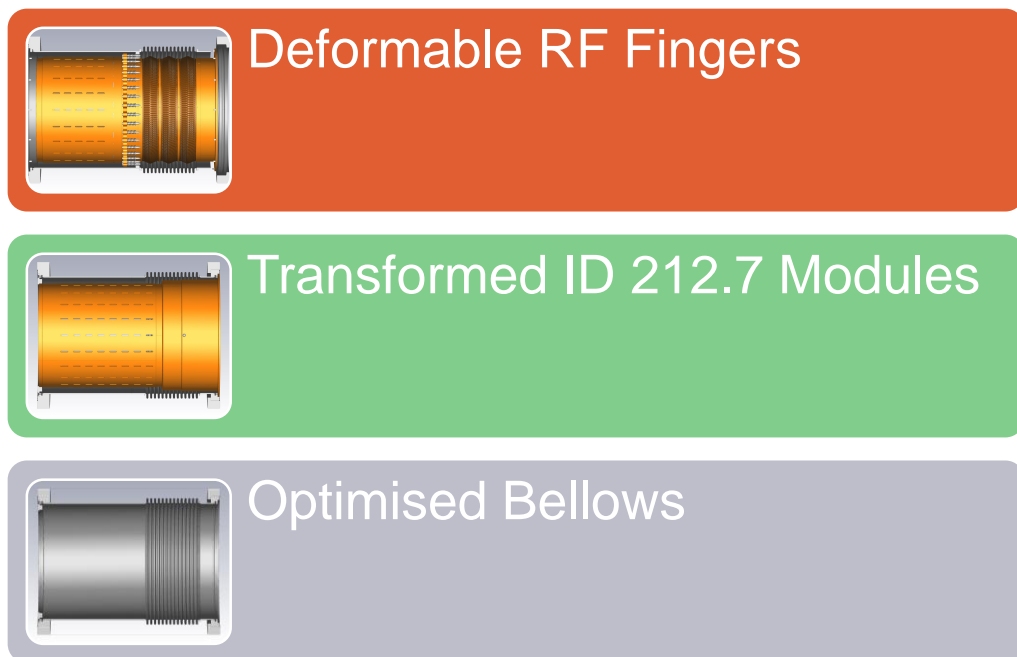 Deformable RF Fingers
Transformed ID 212.7 Modules
Optimised Bellows